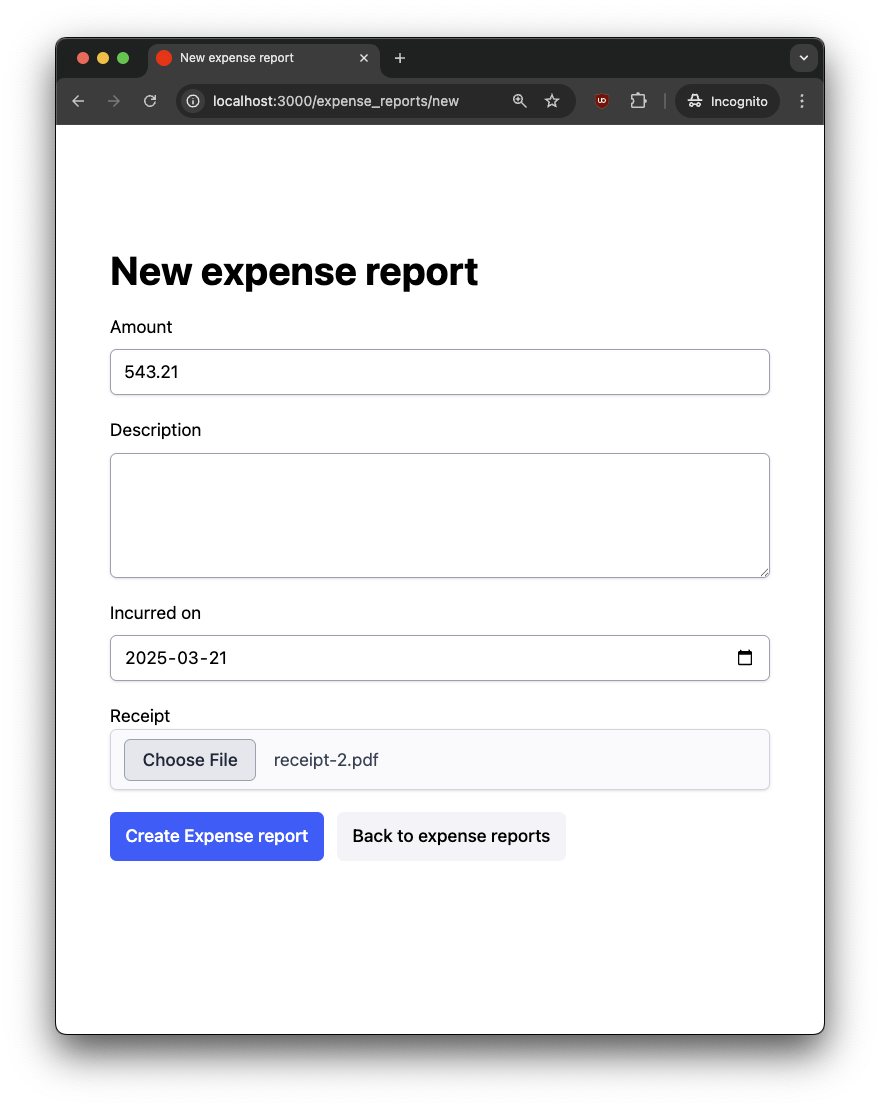 New expense report
localhost:3000/expense_reports/new
Incognito
New expense report
Amount
543.21
Description
Incurred on
2025-03-21
Receipt
Choose File receipt-2.pdf
Create Expense report Back to expense reports